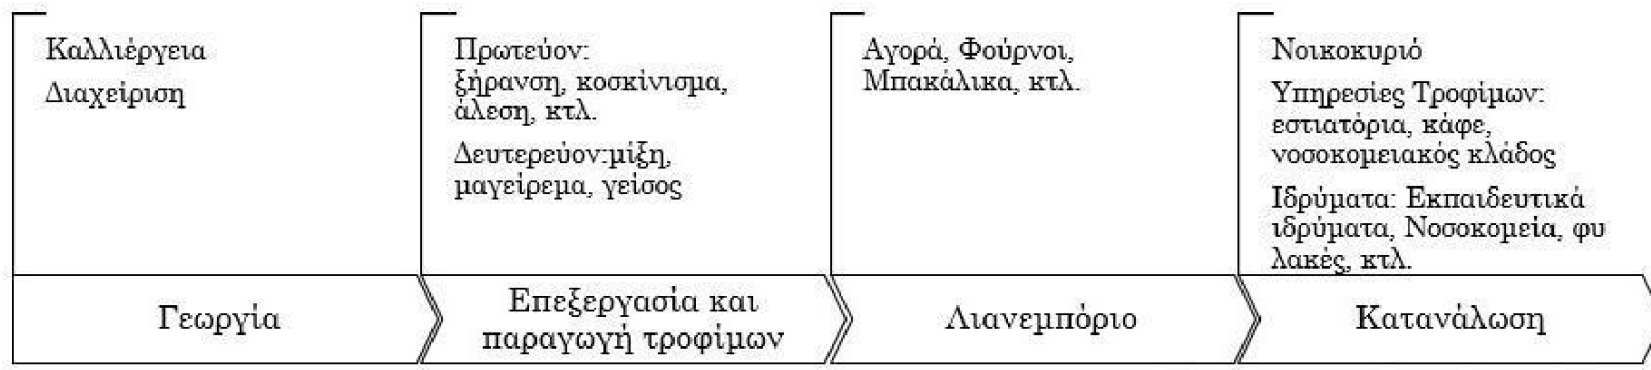 Καλλιέργεια
Διαχείριση
Πρωτεύον:
ξήρανση, κοσκίνισμα,
άλεση, κτλ.
Δευτερεύον:μίξη,
μαγείρεμα, γείσος
Αγορά, Φούρνοι,
Μπακάλικα, κτλ.
Νοικοκυριό
Υπηρεσίες Τροφίμων:
εστιατόρια, κάφε,
νοσοκομειακός κλάδος
Ιδρύματα: Εκπαιδευτικά
ιδρύματα, Νοσοκομεία, φυ
λακές, κτλ.
Γεωργία
Επεξεργασία και
παραγωγή τροφίμων
Λιανεμπόριο
Κατανάλωση